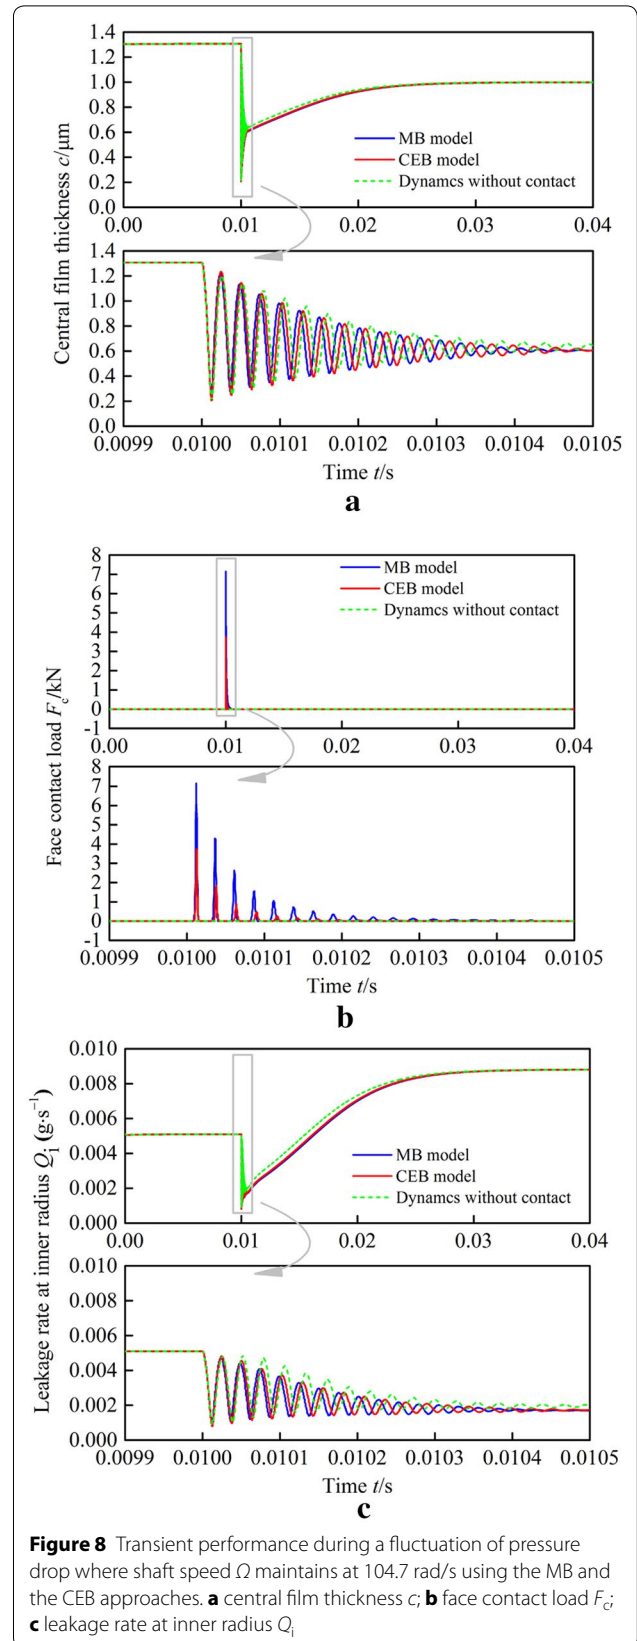 1.4
1.2
1.0
0.8
0.6
0.4
0.2
0.0
Central film thickness c/μm
MB model
CEB model
Dynamcs without contact
0.00 0.01 0.02 0.03 0.04
1.4
1.2
1.0
0.8
0.6
0.4
0.2
0.0
0.0099 0.0100 0.0101 0.0102 0.0103 0.0104 0.0105
Time t/s
a
8
7
6
5
4
3
2
1
0
-1
Face contact load Fc/kN
MB model
CEB model
Dynamcs without contact
0.00 0.01 0.02 0.03 0.04
8
7
6
5
4
3
2
1
0
-1
0.0099 0.0100 0.0101 0.0102 0.0103 0.0104 0.0105
Time t/s
b
0.010
0.008
0.006
0.004
0.002
0.000
Leakage rate at inner radius Qi (g·s⁻¹)
MB model
CEB model
Dynamcs without contact
0.00 0.01 0.02 0.03 0.04
0.010
0.008
0.006
0.004
0.002
0.000
0.0099 0.0100 0.0101 0.0102 0.0103 0.0104 0.0105
Time t/s
c
Figure 8 Transient performance during a fluctuation of pressure
drop where shaft speed Ω maintains at 104.7 rad/s using the MB and
the CEB approaches. a central film thickness c; b face contact load Fc;
c leakage rate at inner radius Qi